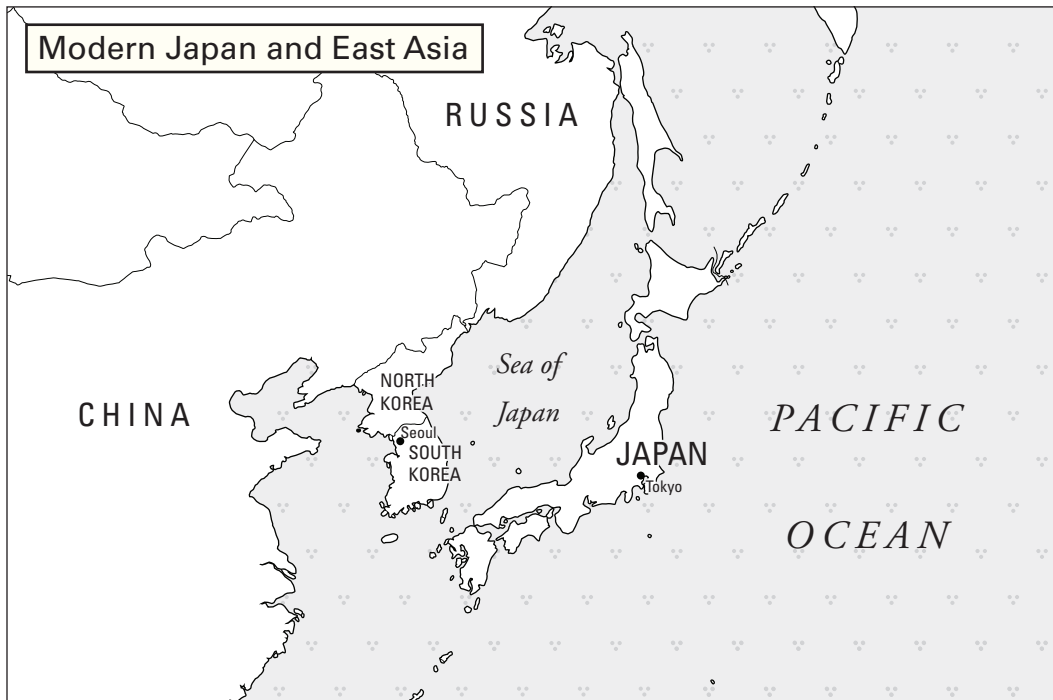 Modern Japan and East Asia
RUSSIA
CHINA
NORTH
KOREA
Seoul
SOUTH
KOREA
Sea of
Japan
JAPAN
Tokyo
PACIFIC
OCEAN